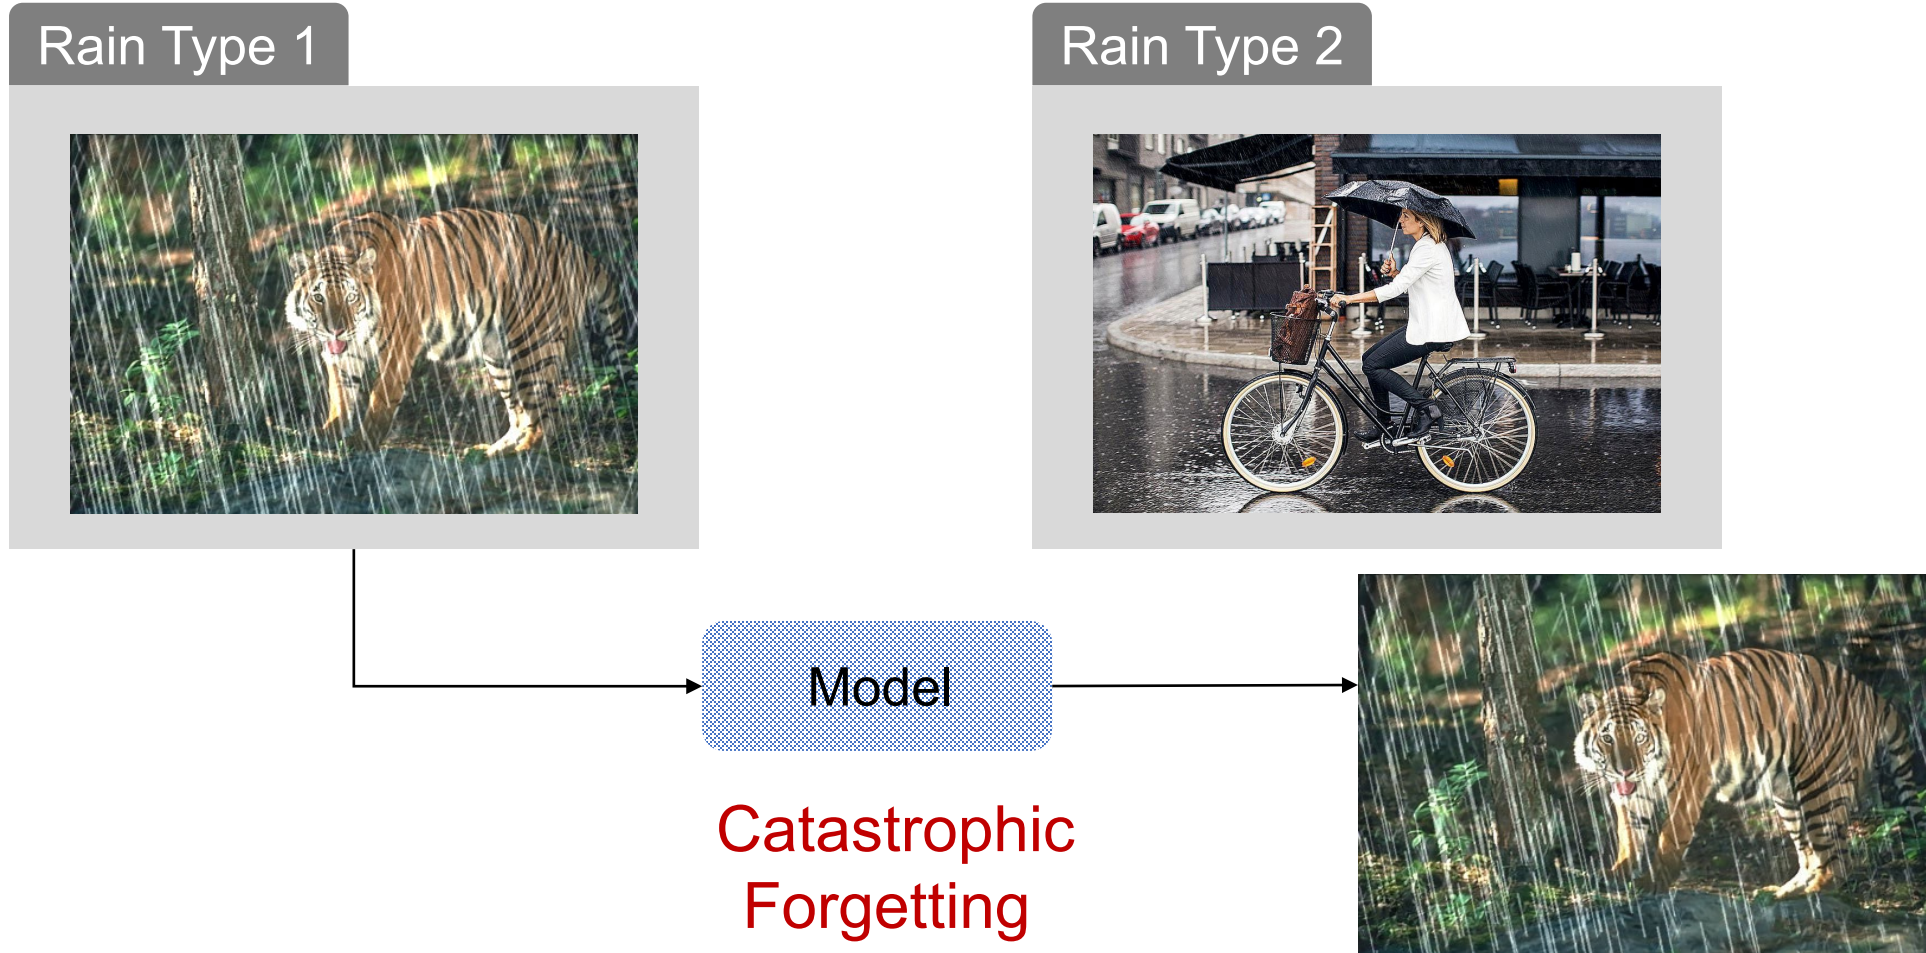 Rain Type 1
Rain Type 2
Model
Catastrophic
Forgetting